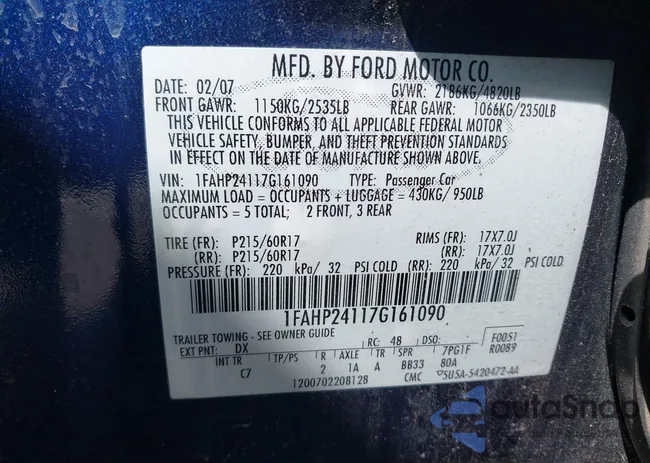 MFD. BY FORD MOTOR CO.
DATE: 02/07 GVWR: 2186KG/4820LB
FRONT GAWR: 1150KG/2535LB REAR GAWR: 1066KG/2350LB
THIS VEHICLE CONFORMS TO ALL APPLICABLE FEDERAL MOTOR
VEHICLE SAFETY, BUMPER, AND THEFT PREVENTION STANDARDS
IN EFFECT ON THE DATE OF MANUFACTURE SHOWN ABOVE.
VIN: 1FAHP24117G161090 TYPE: Passenger Car
MAXIMUM LOAD = OCCUPANTS + LUGGAGE = 430KG/ 950LB
OCCUPANTS = 5 TOTAL; 2 FRONT, 3 REAR
TIRE (FR): P215/60R17 RIMS (FR): 17X7.0J
(RR): P215/60R17 (RR): 17X7.0J
PRESSURE (FR): 220 kPa/ 32 PSI COLD (RR): 220 kPa/ 32 PSI COLD
1FAHP24117G161090
TRAILER TOWING - SEE OWNER GUIDE F0051
EXT PNT: DX RC: 48 DSO: R0089
INT TR TP/PS R AXLE TR SPR 7PG1F
C7 2 1A A BB33 80A
1200702208128 CMC 5U5A-5420472-AA
autoSnap